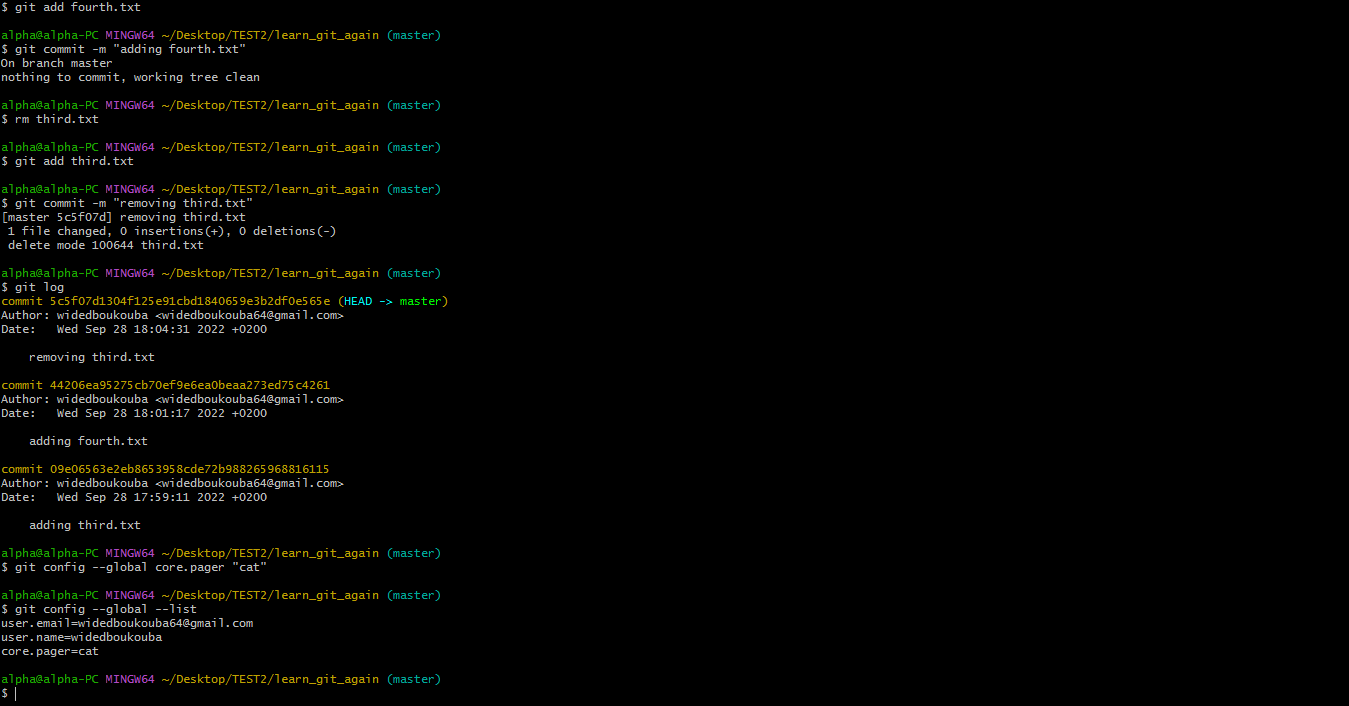 $ git add fourth.txt
alpha@alpha-PC MINGW64 ~/Desktop/TEST2/learn_git_again (master)
$ git commit -m "adding fourth.txt"
On branch master
nothing to commit, working tree clean
alpha@alpha-PC MINGW64 ~/Desktop/TEST2/learn_git_again (master)
$ rm third.txt
alpha@alpha-PC MINGW64 ~/Desktop/TEST2/learn_git_again (master)
$ git add third.txt
alpha@alpha-PC MINGW64 ~/Desktop/TEST2/learn_git_again (master)
$ git commit -m "removing third.txt"
[master 5c5f07d] removing third.txt
 1 file changed, 0 insertions(+), 0 deletions(-)
 delete mode 100644 third.txt
alpha@alpha-PC MINGW64 ~/Desktop/TEST2/learn_git_again (master)
$ git log
commit 5c5f07d1304f125e91cbd1840659e3b2df0e565e (HEAD -> master)
Author: widedboukouba <widedboukouba64@gmail.com>
Date:   Wed Sep 28 18:04:31 2022 +0200
    removing third.txt
commit 44206ea95275cb70ef9e6ea0beaa273ed75c4261
Author: widedboukouba <widedboukouba64@gmail.com>
Date:   Wed Sep 28 18:01:17 2022 +0200
    adding fourth.txt
commit 09e06563e2eb8653958cde72b988265968816115
Author: widedboukouba <widedboukouba64@gmail.com>
Date:   Wed Sep 28 17:59:11 2022 +0200
    adding third.txt
alpha@alpha-PC MINGW64 ~/Desktop/TEST2/learn_git_again (master)
$ git config --global core.pager "cat"
alpha@alpha-PC MINGW64 ~/Desktop/TEST2/learn_git_again (master)
$ git config --global --list
user.email=widedboukouba64@gmail.com
user.name=widedboukouba
core.pager=cat
alpha@alpha-PC MINGW64 ~/Desktop/TEST2/learn_git_again (master)
$